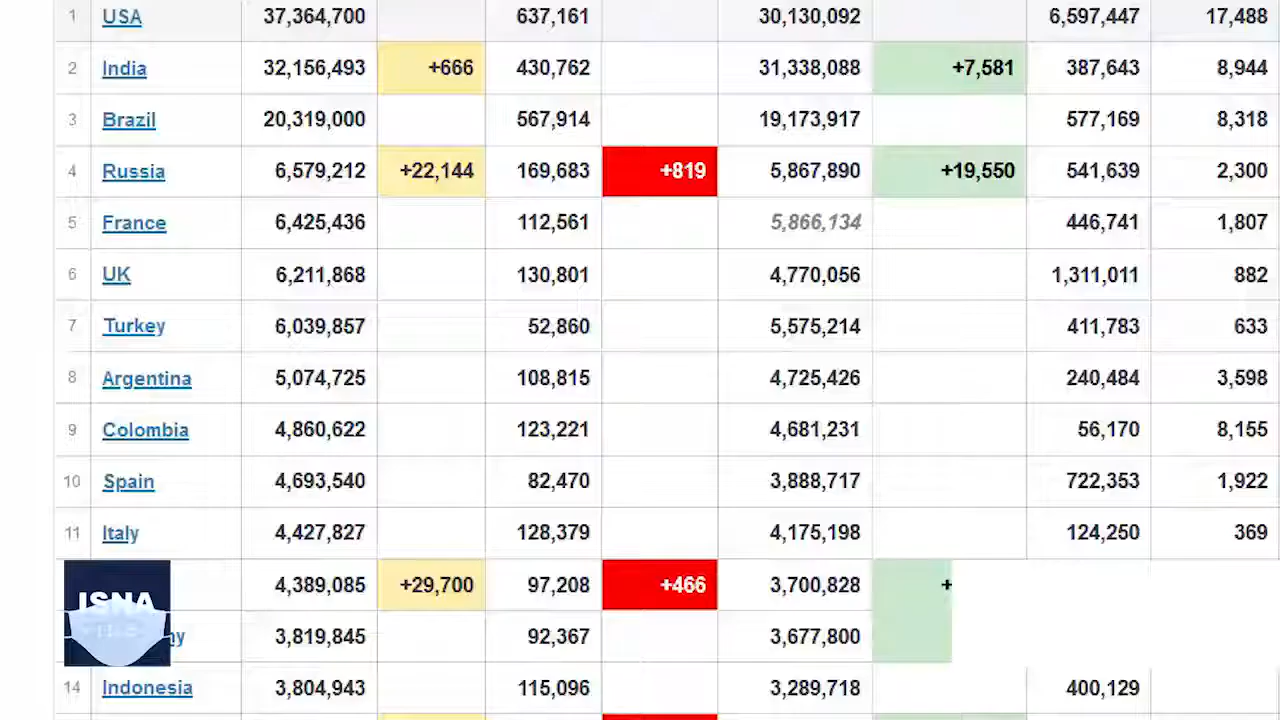 1 USA 37,364,700 637,161 30,130,092 6,597,447 17,488
2 India 32,156,493 +666 430,762 31,338,088 +7,581 387,643 8,944
3 Brazil 20,319,000 567,914 19,173,917 577,169 8,318
4 Russia 6,579,212 +22,144 169,683 +819 5,867,890 +19,550 541,639 2,300
5 France 6,425,436 112,561 5,866,134 446,741 1,807
6 UK 6,211,868 130,801 4,770,056 1,311,011 882
7 Turkey 6,039,857 52,860 5,575,214 411,783 633
8 Argentina 5,074,725 108,815 4,725,426 240,484 3,598
9 Colombia 4,860,622 123,221 4,681,231 56,170 8,155
10 Spain 4,693,540 82,470 3,888,717 722,353 1,922
11 Italy 4,427,827 128,379 4,175,198 124,250 369
4,389,085 +29,700 97,208 +466 3,700,828 +
ISNA
3,819,845 92,367 3,677,800
14 Indonesia 3,804,943 115,096 3,289,718 400,129